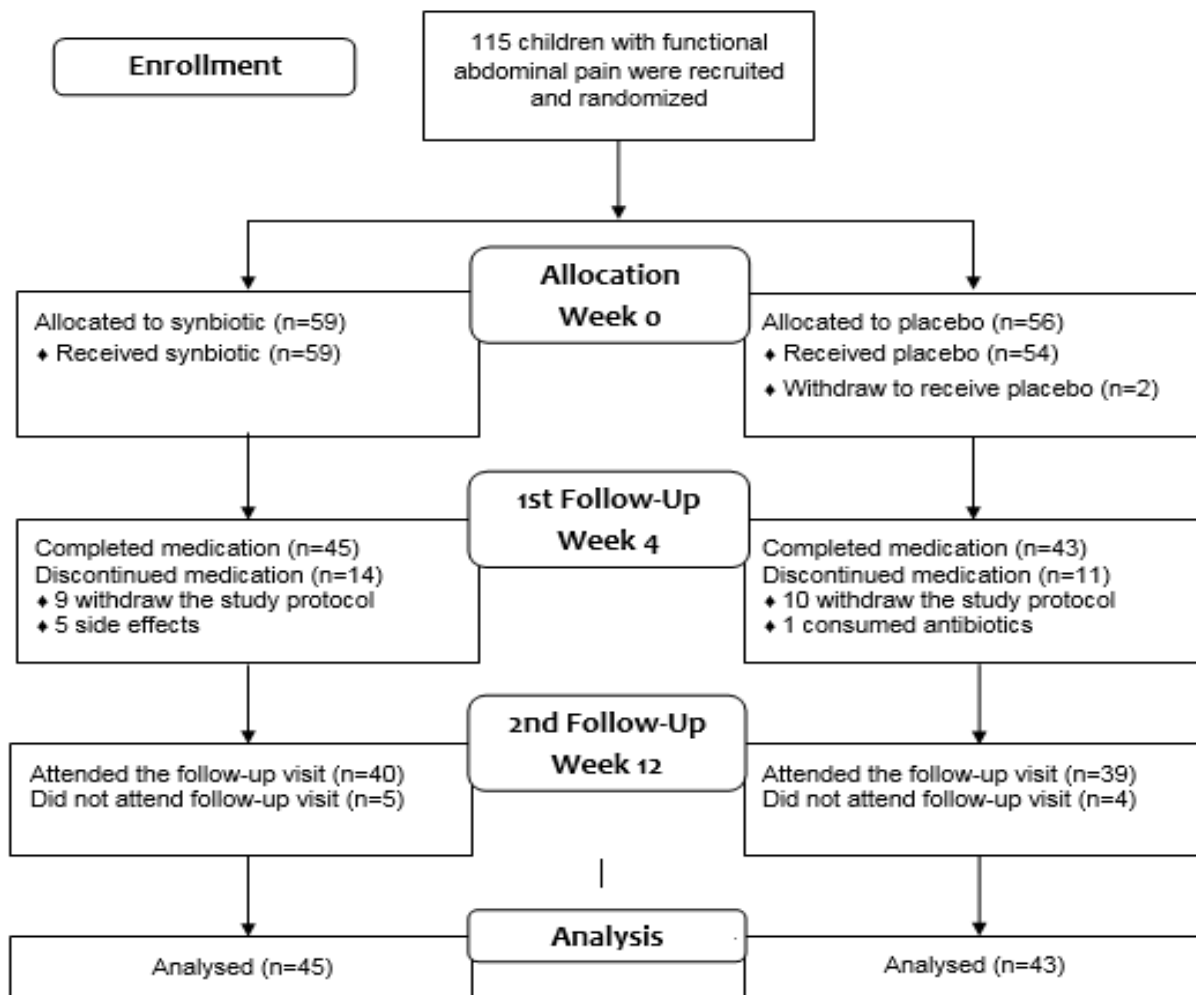 Enrollment
115 children with functional
abdominal pain were recruited
and randomized
Allocation
Week 0
Allocated to synbiotic (n=59)
♦ Received synbiotic (n=59)
Allocated to placebo (n=56)
♦ Received placebo (n=54)
♦ Withdraw to receive placebo (n=2)
1st Follow-Up
Week 4
Completed medication (n=45)
Discontinued medication (n=14)
♦ 9 withdraw the study protocol
♦ 5 side effects
Completed medication (n=43)
Discontinued medication (n=11)
♦ 10 withdraw the study protocol
♦ 1 consumed antibiotics
2nd Follow-Up
Week 12
Attended the follow-up visit (n=40)
Did not attend follow-up visit (n=5)
Attended the follow-up visit (n=39)
Did not attend follow-up visit (n=4)
Analysis
Analysed (n=45)
Analysed (n=43)